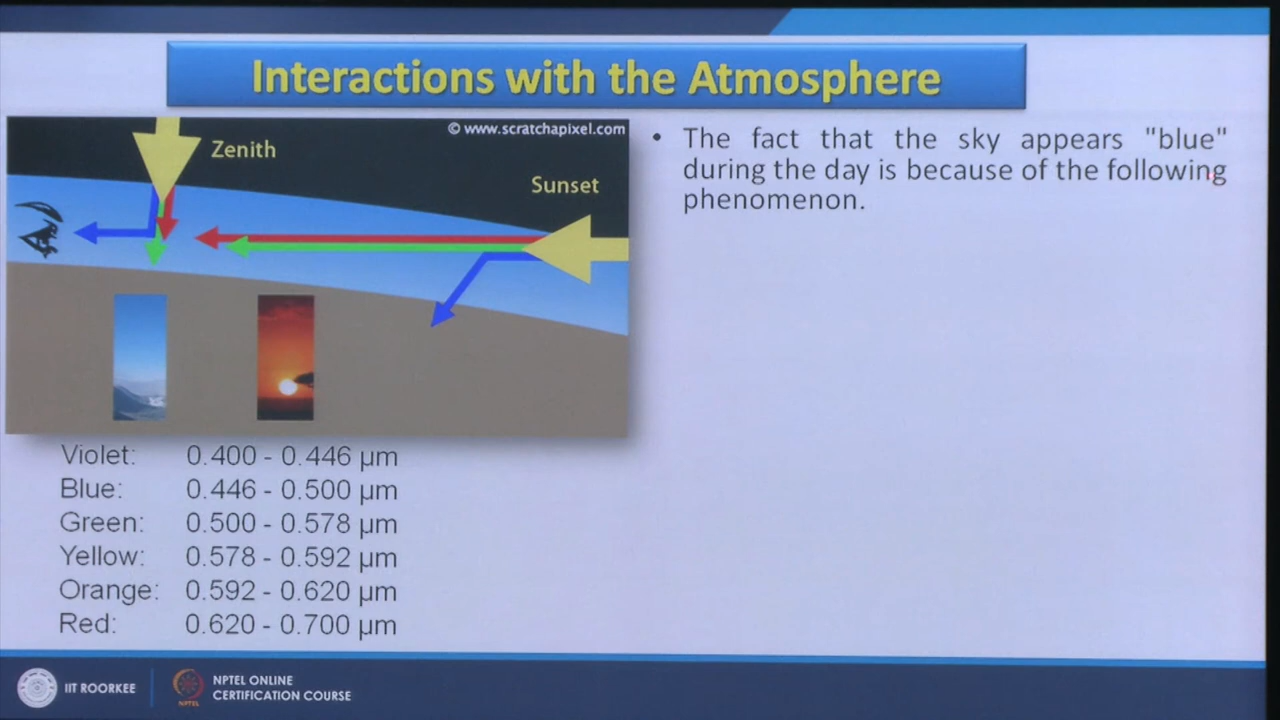 Interactions with the Atmosphere
© www.scratchapixel.com
Zenith
Sunset
• The fact that the sky appears "blue"
during the day is because of the following
phenomenon.
Violet: 0.400 - 0.446 µm
Blue: 0.446 - 0.500 µm
Green: 0.500 - 0.578 µm
Yellow: 0.578 - 0.592 µm
Orange: 0.592 - 0.620 µm
Red: 0.620 - 0.700 µm
IIT ROORKEE
NPTEL
NPTEL ONLINE
CERTIFICATION COURSE